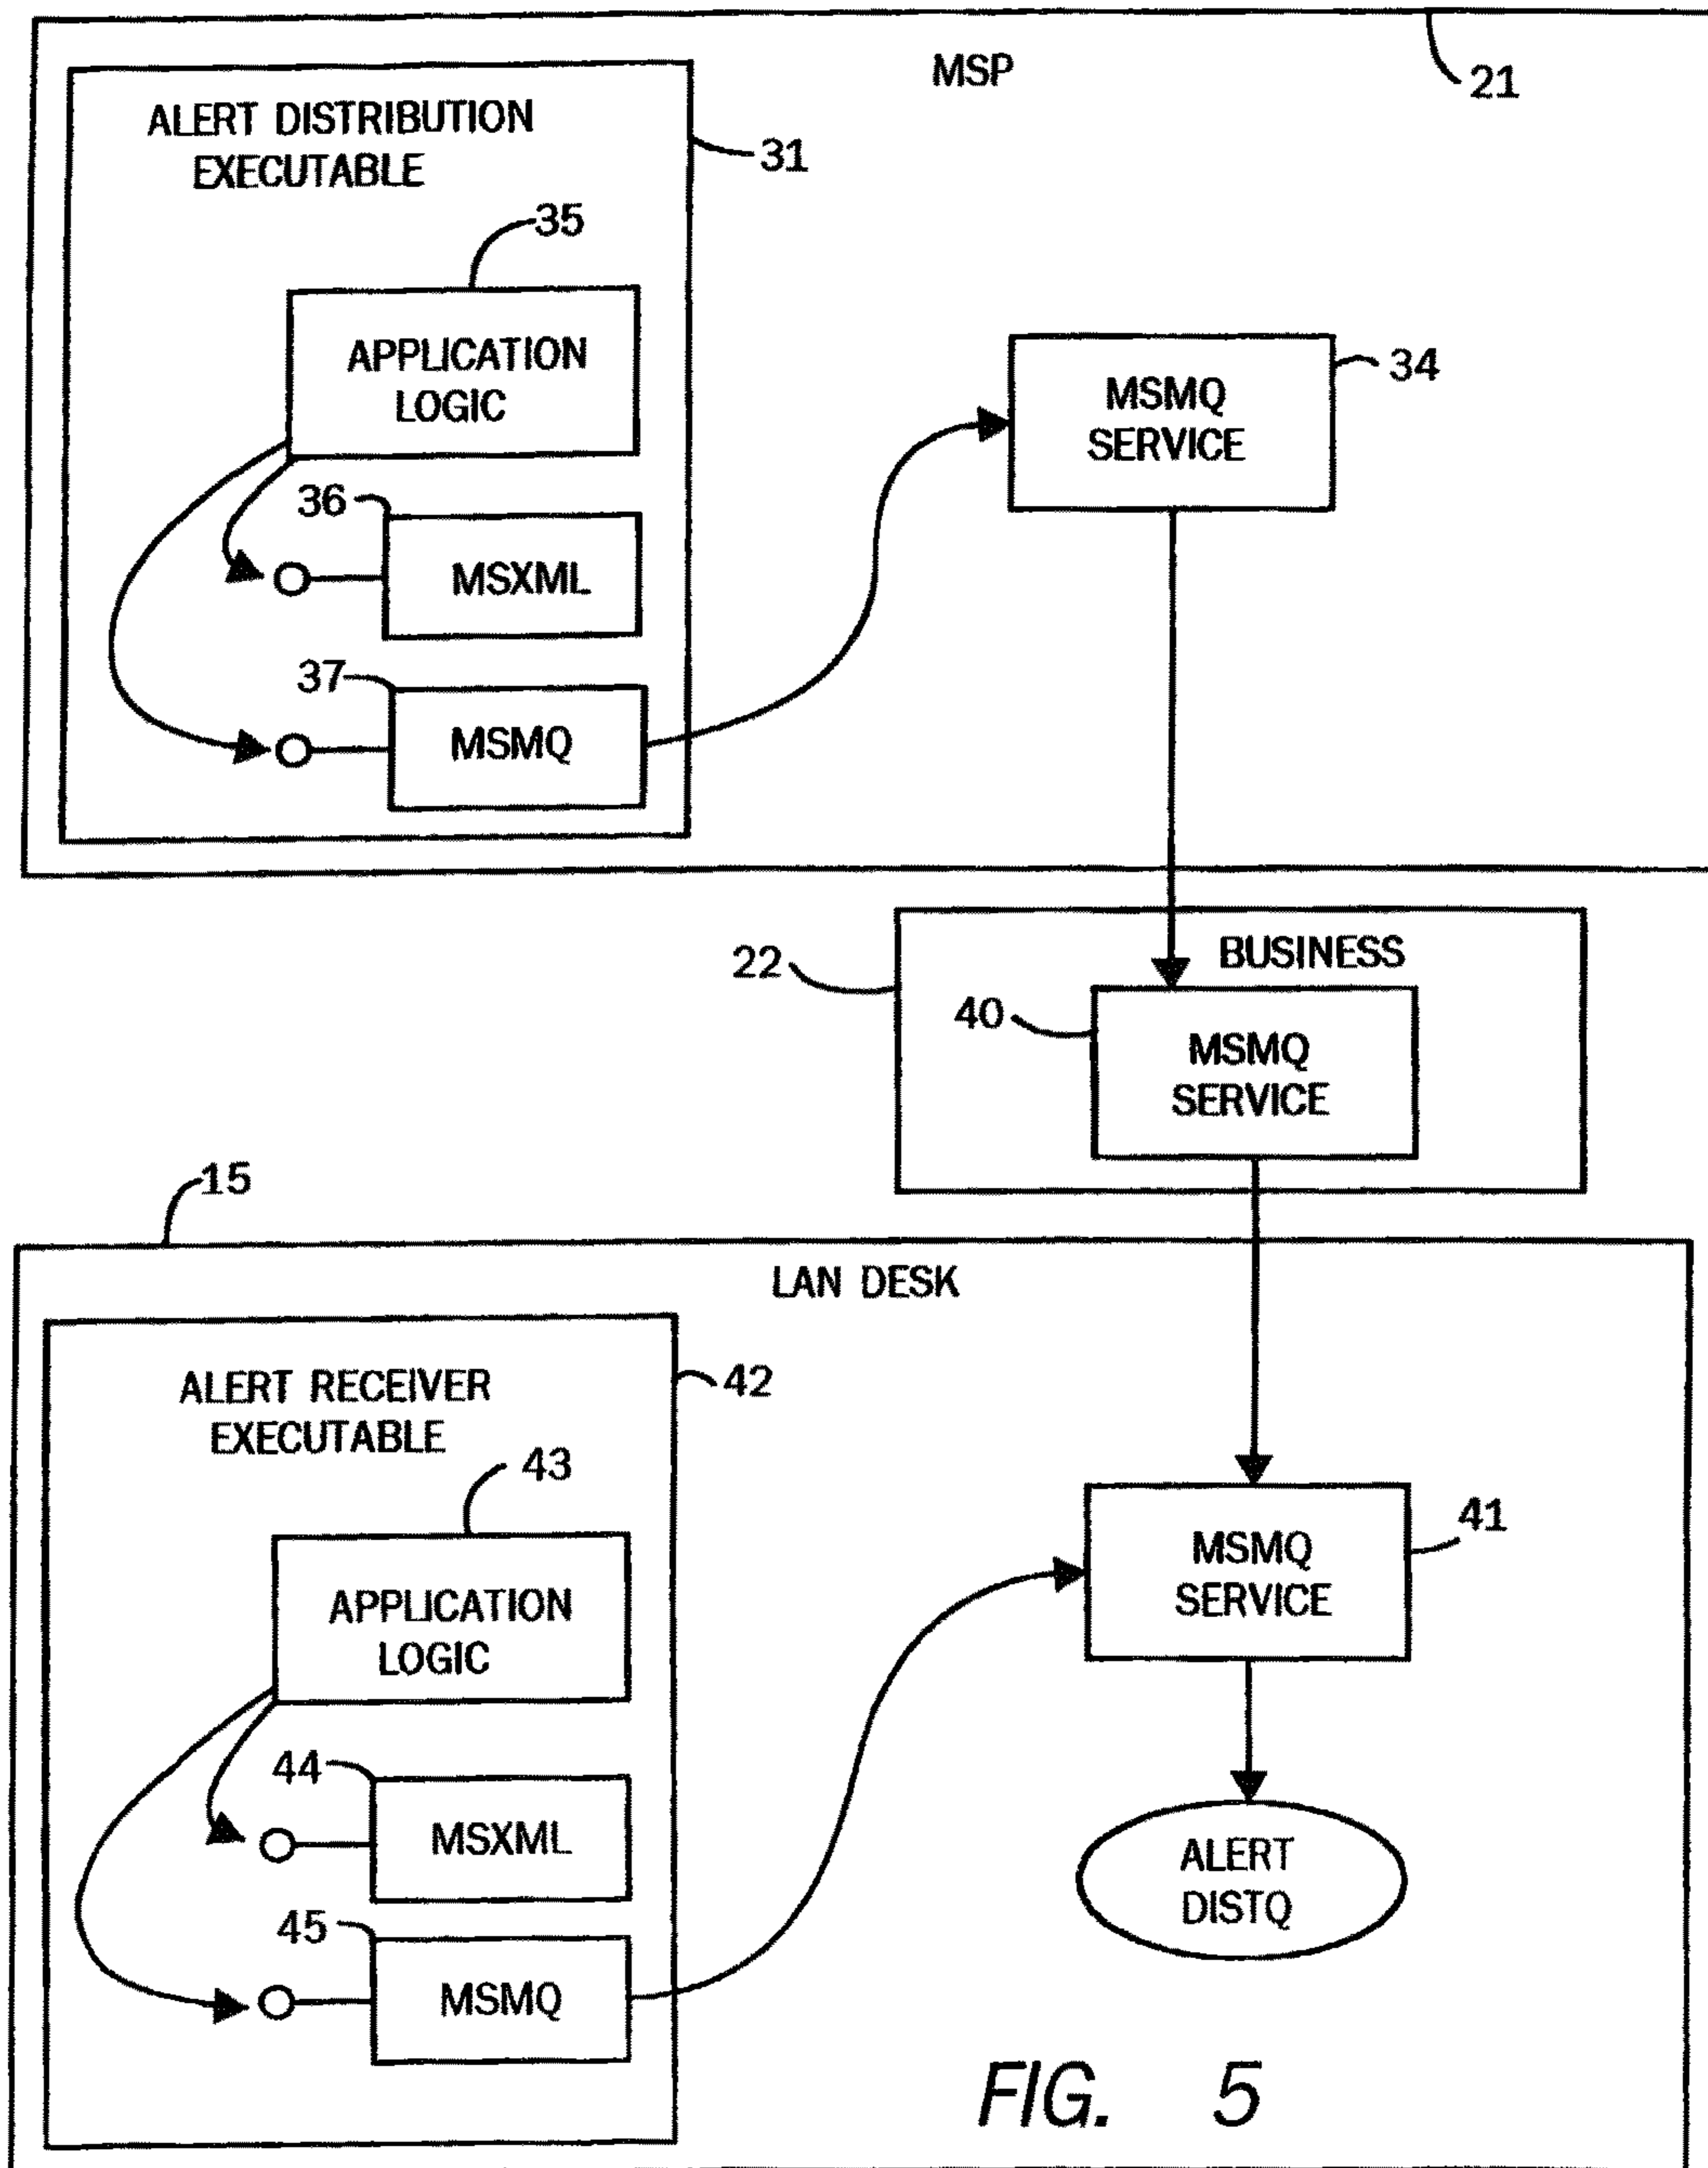 MSP
21
ALERT DISTRIBUTION
EXECUTABLE
31
35
APPLICATION
LOGIC
34
MSMQ
SERVICE
36
MSXML
37
MSMQ
22
BUSINESS
40
MSMQ
SERVICE
15
LAN DESK
ALERT RECEIVER
EXECUTABLE
42
43
APPLICATION
LOGIC
41
MSMQ
SERVICE
44
MSXML
ALERT
DISTQ
45
MSMQ
FIG. 5